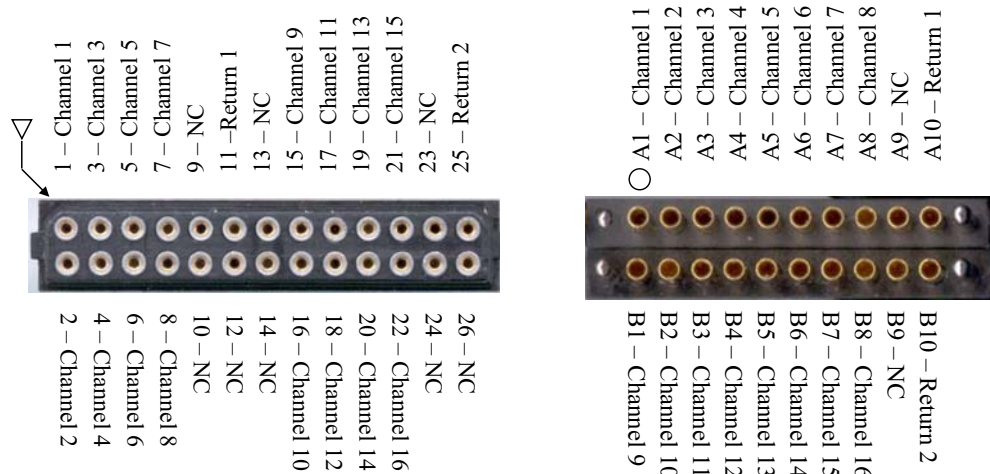 1 – Channel 1
3 – Channel 3
5 – Channel 5
7 – Channel 7
9 – NC
11 –Return 1
13 – NC
15 – Channel 9
17 – Channel 11
19 – Channel 13
21 – Channel 15
23 – NC
25 – Return 2
2 – Channel 2
4 – Channel 4
6 – Channel 6
8 – Channel 8
10 – NC
12 – NC
14 – NC
16 – Channel 10
18 – Channel 12
20 – Channel 14
22 – Channel 16
24 – NC
26 – NC
A1 – Channel 1
A2 – Channel 2
A3 – Channel 3
A4 – Channel 4
A5 – Channel 5
A6 – Channel 6
A7 – Channel 7
A8 – Channel 8
A9 – NC
A10 – Return 1
B1 – Channel 9
B2 – Channel 10
B3 – Channel 11
B4 – Channel 12
B5 – Channel 13
B6 – Channel 14
B7 – Channel 15
B8 – Channel 16
B9 – NC
B10 – Return 2